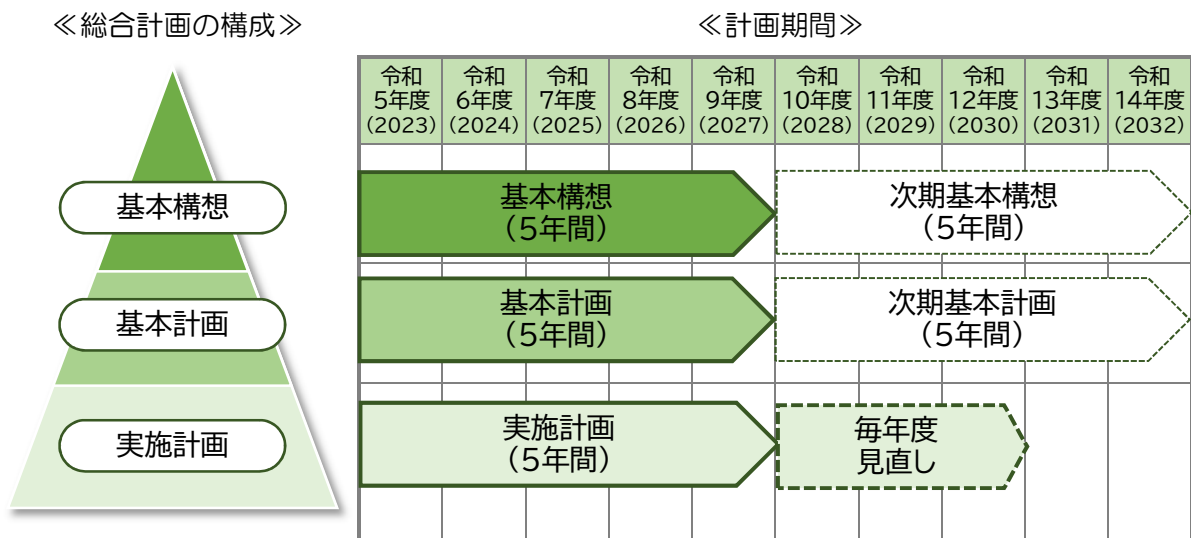 ≪総合計画の構成≫
≪計画期間≫
令和
5年度
(2023)
令和
6年度
(2024)
令和
7年度
(2025)
令和
8年度
(2026)
令和
9年度
(2027)
令和
10年度
(2028)
令和
11年度
(2029)
令和
12年度
(2030)
令和
13年度
(2031)
令和
14年度
(2032)
基本構想
基本構想
（5年間）
次期基本構想
（5年間）
基本計画
基本計画
（5年間）
次期基本計画
（5年間）
実施計画
実施計画
（5年間）
毎年度
見直し